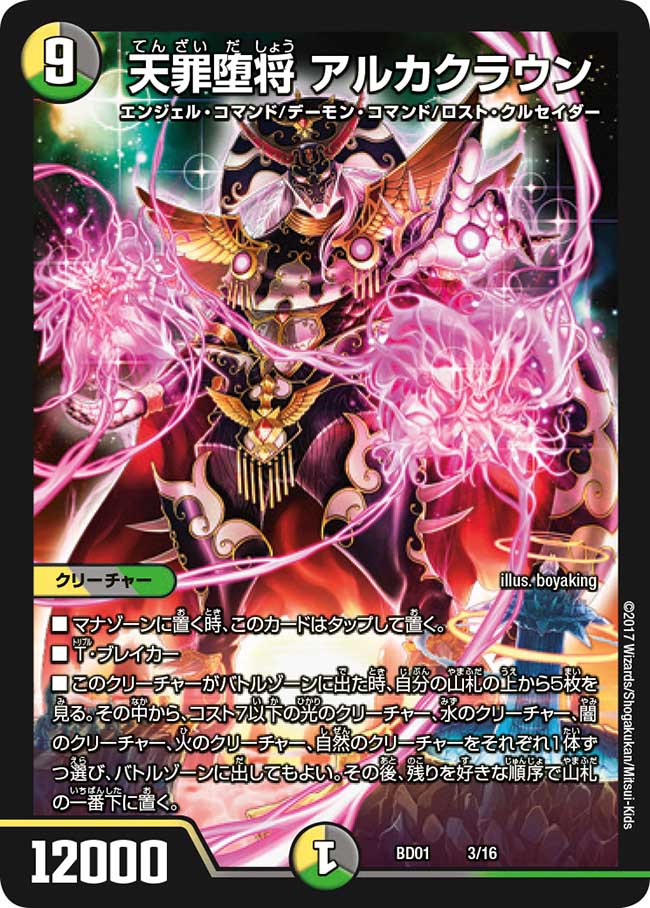 9
天罪堕将 アルカクラウン
てん ざい だ しょう
エンジェル・コマンド/デーモン・コマンド/ロスト・クルセイダー
クリーチャー
illus. boyaking
■ マナゾーンに置く時、このカードはタップして置く。
■ T・ブレイカー
■ このクリーチャーがバトルゾーンに出た時、自分の山札の上から5枚を
見る。その中から、コスト7以下の光のクリーチャー、水のクリーチャー、闇
のクリーチャー、火のクリーチャー、自然のクリーチャーをそれぞれ1体ず
つ選び、バトルゾーンに出してもよい。その後、残りを好きな順序で山札
の一番下に置く。
©2017 Wizards/Shogakukan/Mitsui-Kids
12000
1
BD01 3/16